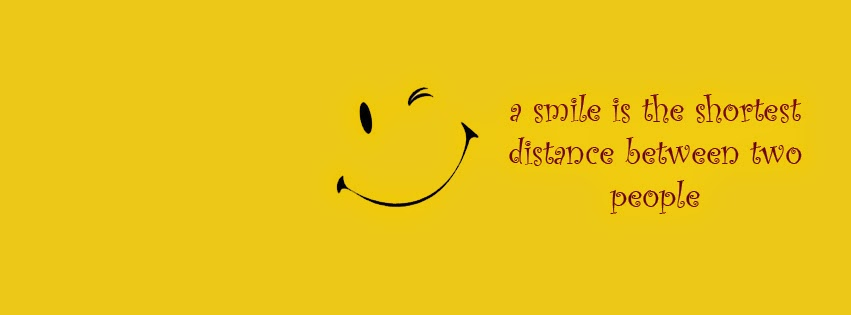 a smile is the shortest
distance between two
people